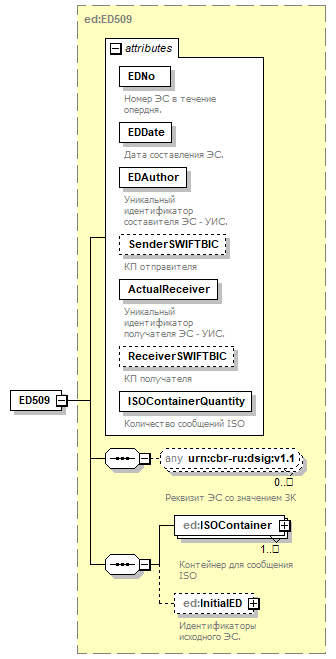 ed:ED509
attributes
EDNo
Номер ЭС в течение
опердня.
EDDate
Дата составления ЭС.
EDAuthor
Уникальный
идентификатор
составителя ЭС - УИС.
SenderSWIFTBIC
КП отправителя
ActualReceiver
Уникальный
идентификатор
получателя ЭС - УИС.
ReceiverSWIFTBIC
КП получателя
ISOContainerQuantity
Количество сообщений ISO
ED509
any urn:cbr-ru:dsig:v1.1
0..□
Реквизит ЭС со значением ЗК
ed:ISOContainer
1..□
Контейнер для сообщения
ISO
ed:InitialED
Идентификаторы
исходного ЭС.